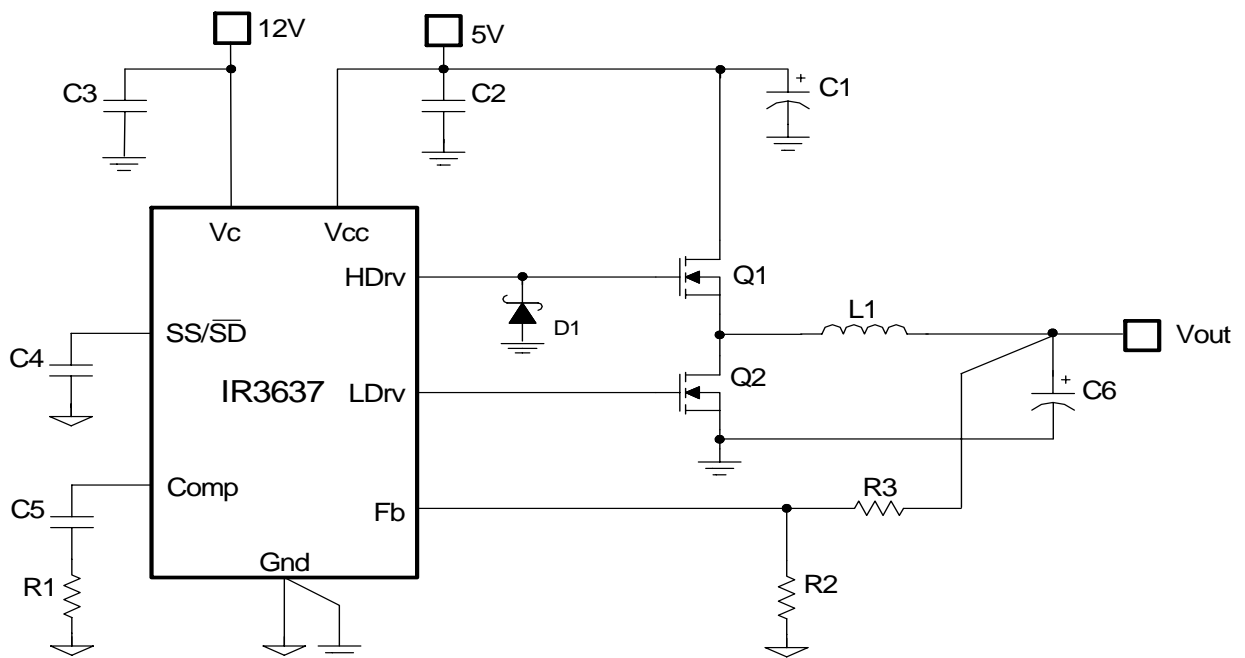 12V
5V
C3
C2
+
C1
Vc
Vcc
HDrv
Q1
D1
L1
SS/SD
C4
Vout
IR3637
LDrv
Q2
+
C6
Comp
C5
Fb
R3
Gnd
R1
R2